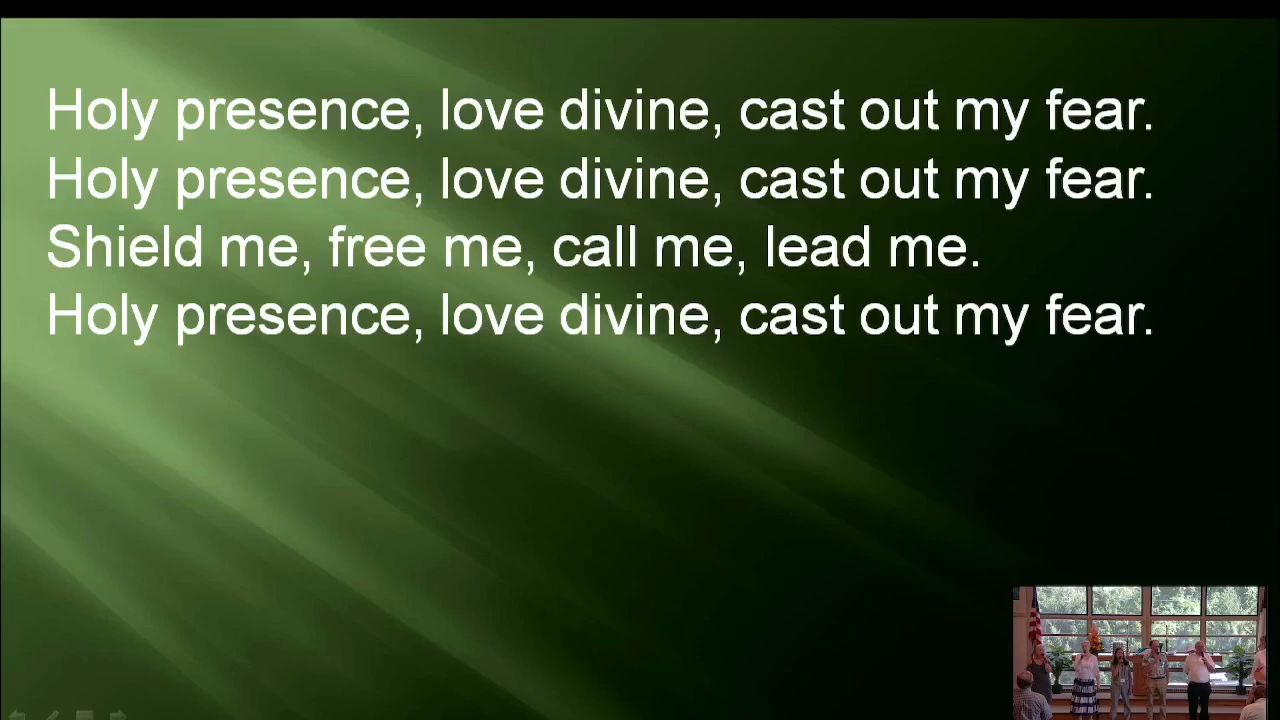 Holy presence, love divine, cast out my fear.
Holy presence, love divine, cast out my fear.
Shield me, free me, call me, lead me.
Holy presence, love divine, cast out my fear.